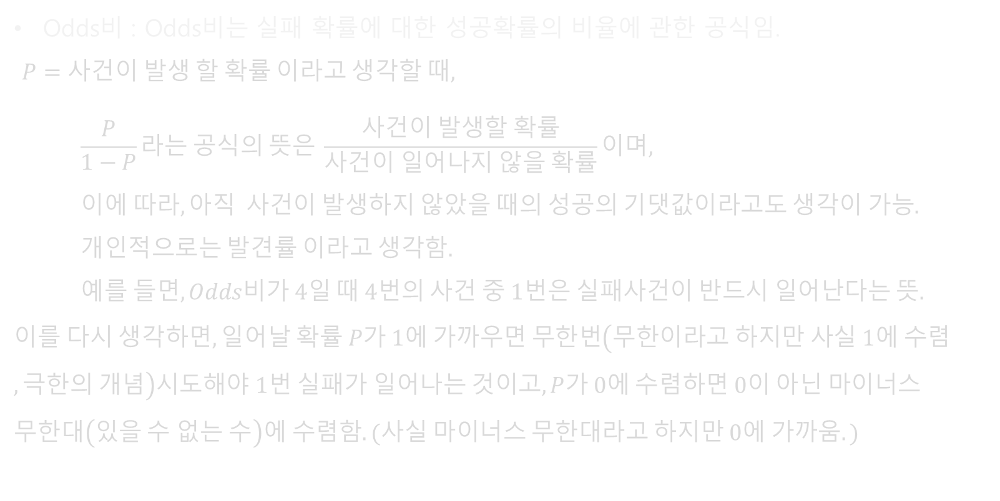 • Odds비 : Odds비는 실패 확률에 대한 성공확률의 비율에 관한 공식임.
P = 사건이 발생 할 확률 이라고 생각할 때,
P/(1 − P) 라는 공식의 뜻은 사건이 발생할 확률/사건이 일어나지 않을 확률 이며,
이에 따라, 아직 사건이 발생하지 않았을 때의 성공의 기댓값이라고도 생각이 가능.
개인적으로는 발견률 이라고 생각함.
예를 들면, Odds비가 4일 때 4번의 사건 중 1번은 실패사건이 반드시 일어난다는 뜻.
이를 다시 생각하면, 일어날 확률 P가 1에 가까우면 무한번(무한이라고 하지만 사실 1에 수렴
, 극한의 개념)시도해야 1번 실패가 일어나는 것이고, P가 0에 수렴하면 0이 아닌 마이너스
무한대(있을 수 없는 수)에 수렴함. (사실 마이너스 무한대라고 하지만 0에 가까움. )